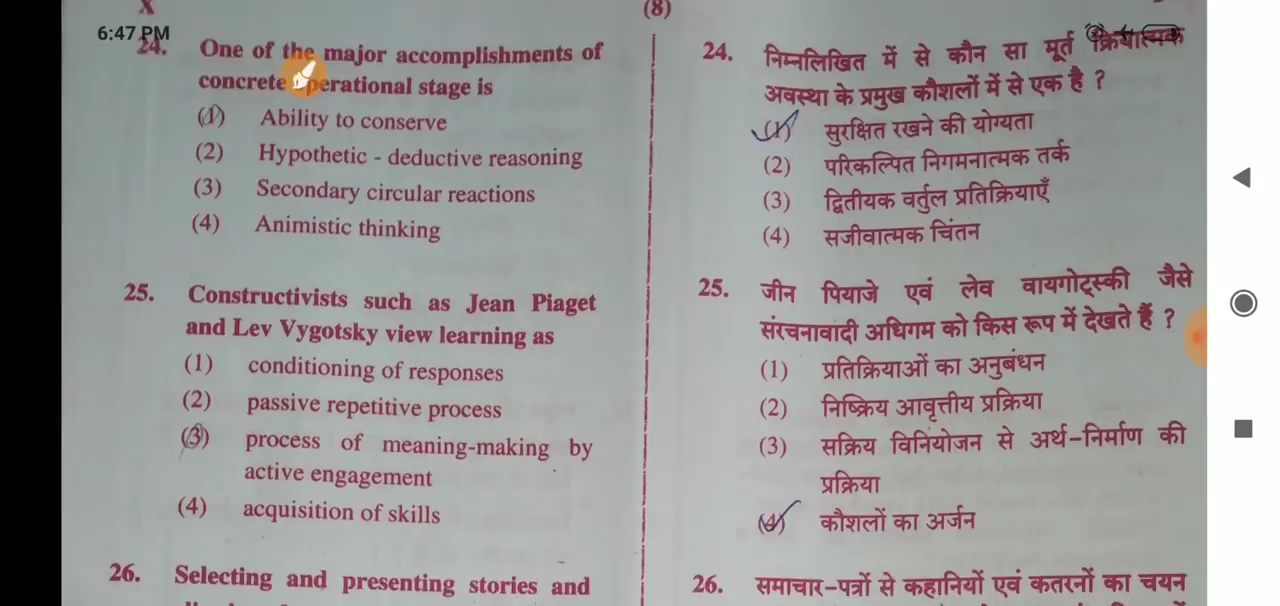 X
(8)
6:47 PM
24. One of the major accomplishments of
concrete operational stage is
(1) Ability to conserve
(2) Hypothetic - deductive reasoning
(3) Secondary circular reactions
(4) Animistic thinking
25. Constructivists such as Jean Piaget
and Lev Vygotsky view learning as
(1) conditioning of responses
(2) passive repetitive process
(3) process of meaning-making by
active engagement
(4) acquisition of skills
26. Selecting and presenting stories and
24. निम्नलिखित में से कौन सा मूर्त क्रियात्मक
अवस्था के प्रमुख कौशलों में से एक है ?
(1) सुरक्षित रखने की योग्यता
(2) परिकल्पित निगमनात्मक तर्क
(3) द्वितीयक वर्तुल प्रतिक्रियाएँ
(4) सजीवात्मक चिंतन
25. जीन पियाजे एवं लेव वायगोट्स्की जैसे
संरचनावादी अधिगम को किस रूप में देखते हैं ?
(1) प्रतिक्रियाओं का अनुबंधन
(2) निष्क्रिय आवृत्तीय प्रक्रिया
(3) सक्रिय विनियोजन से अर्थ-निर्माण की
प्रक्रिया
(4) कौशलों का अर्जन
26. समाचार-पत्रों से कहानियों एवं कतरनों का चयन